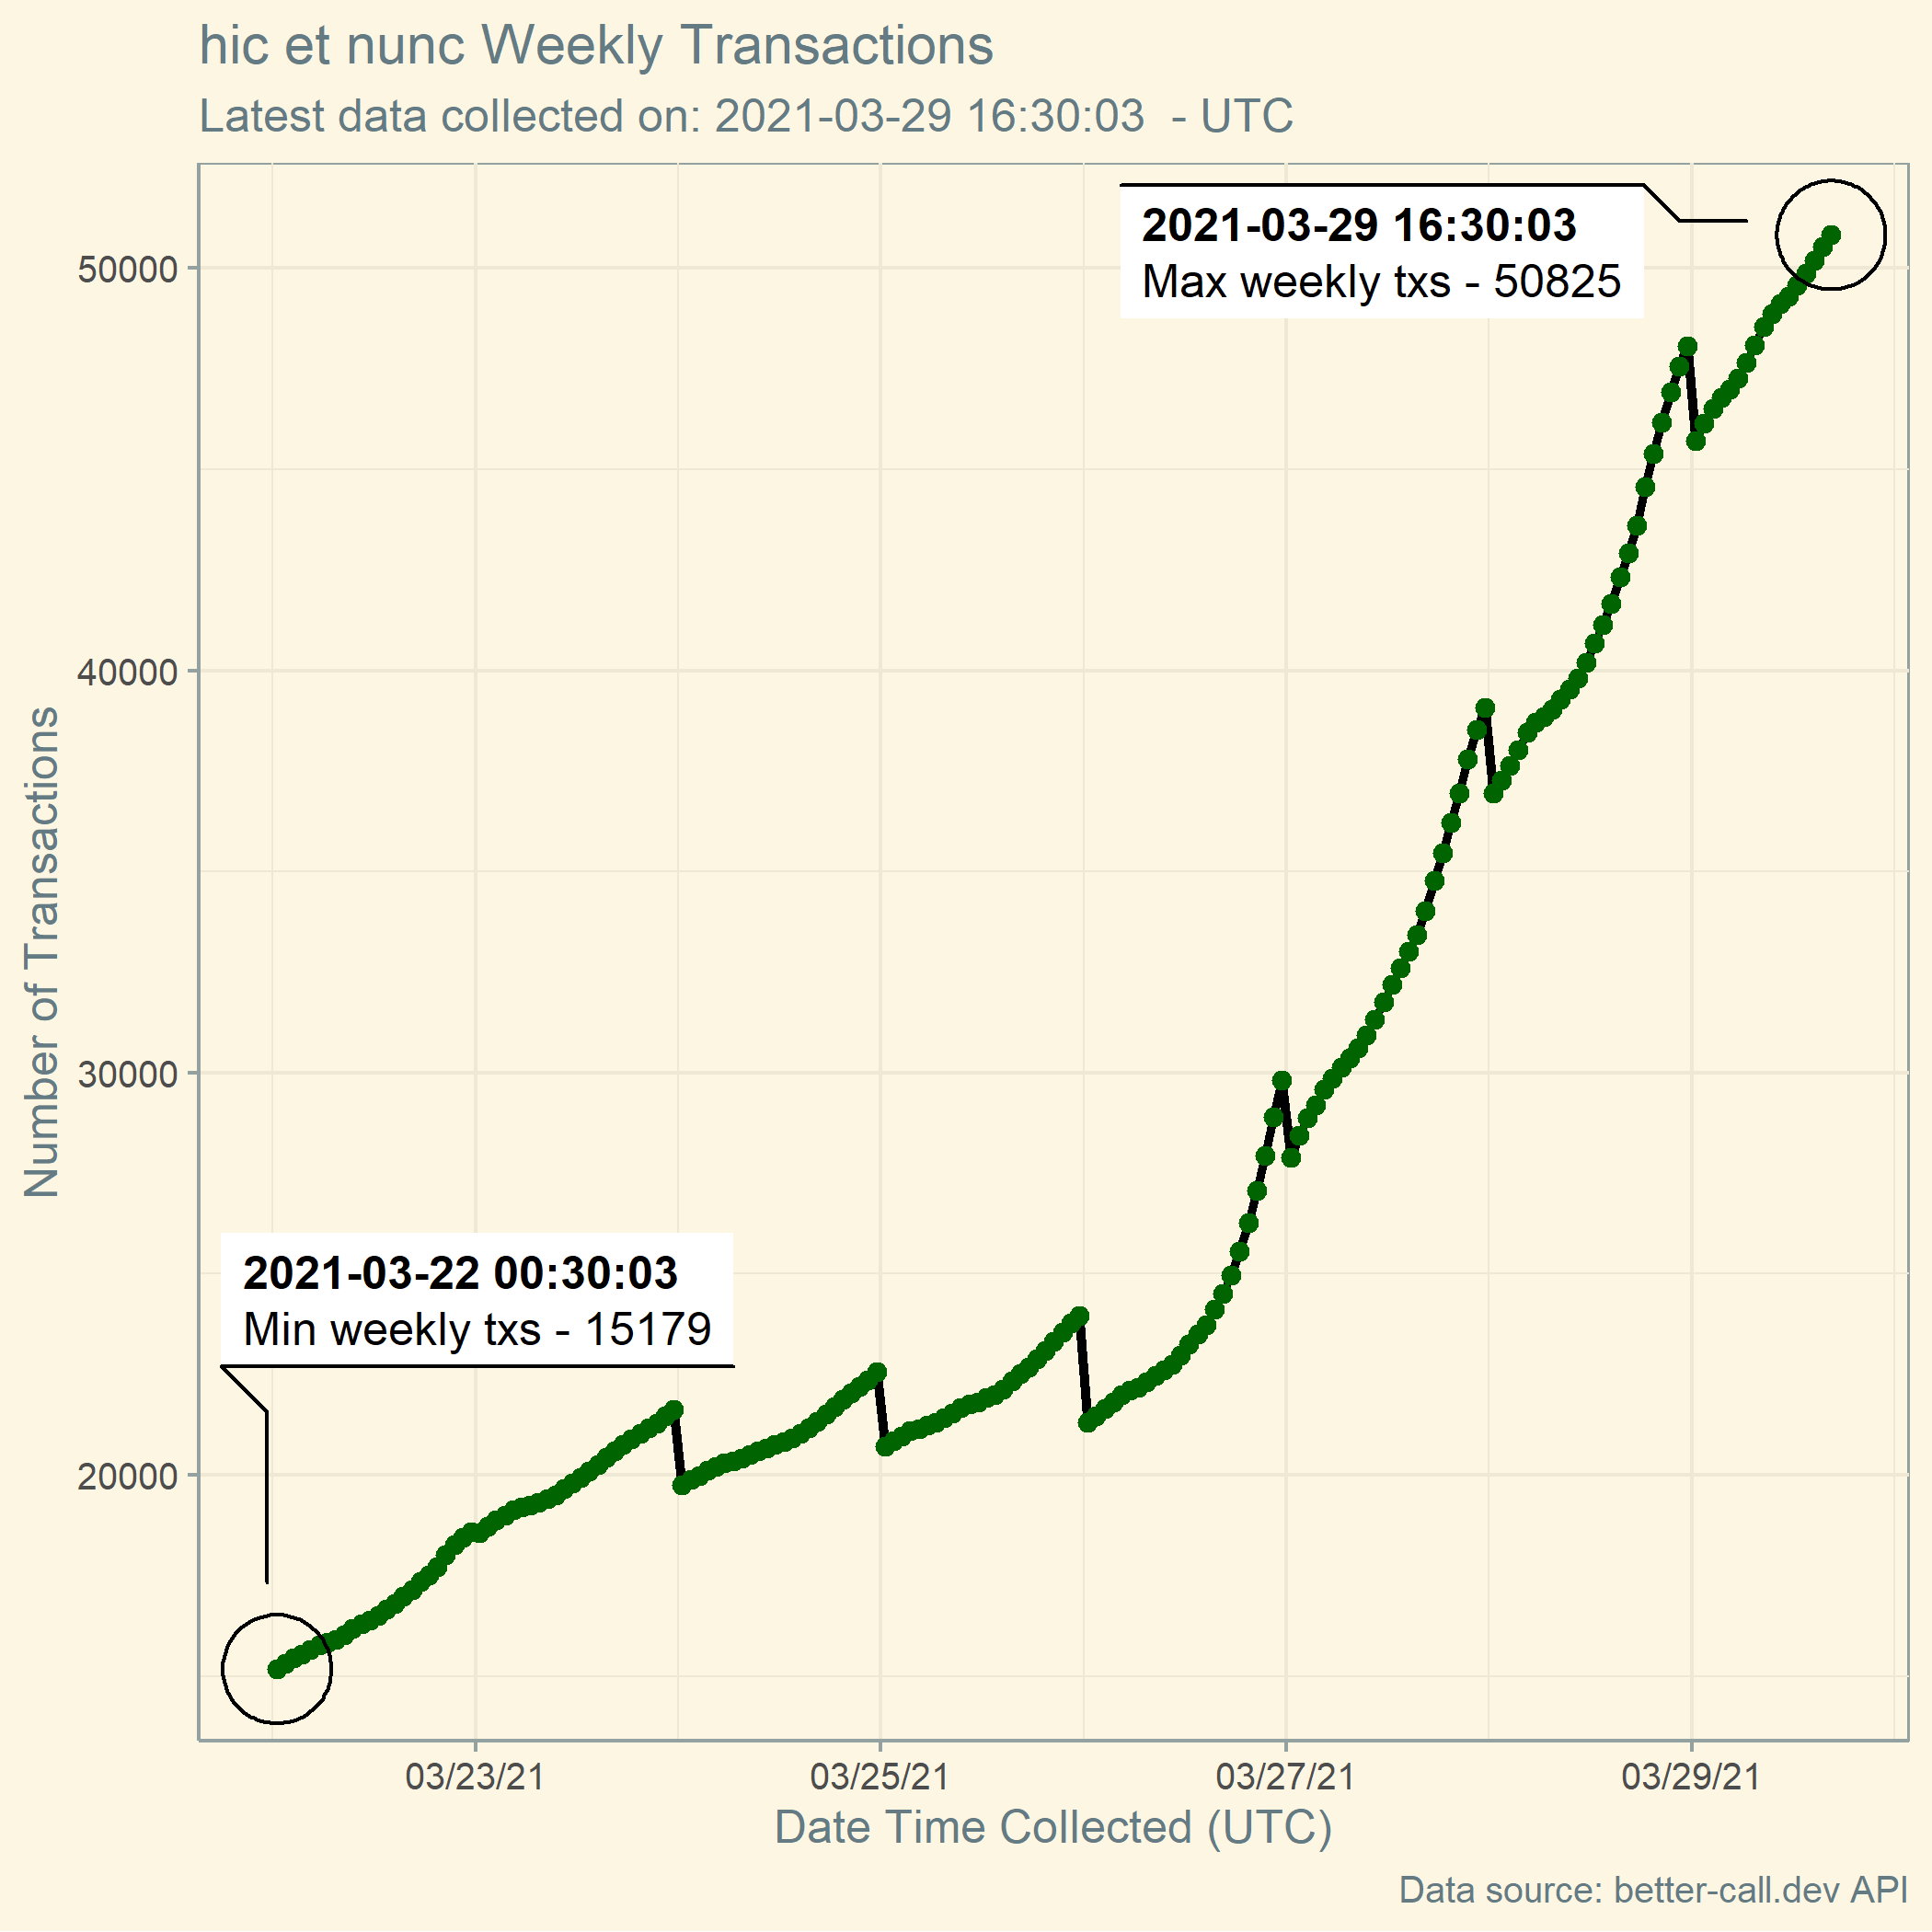 hic et nunc Weekly Transactions
Latest data collected on: 2021-03-29 16:30:03 - UTC
2021-03-29 16:30:03
Max weekly txs - 50825
50000
40000
30000
20000
Number of Transactions
2021-03-22 00:30:03
Min weekly txs - 15179
03/23/21
03/25/21
03/27/21
03/29/21
Date Time Collected (UTC)
Data source: better-call.dev API